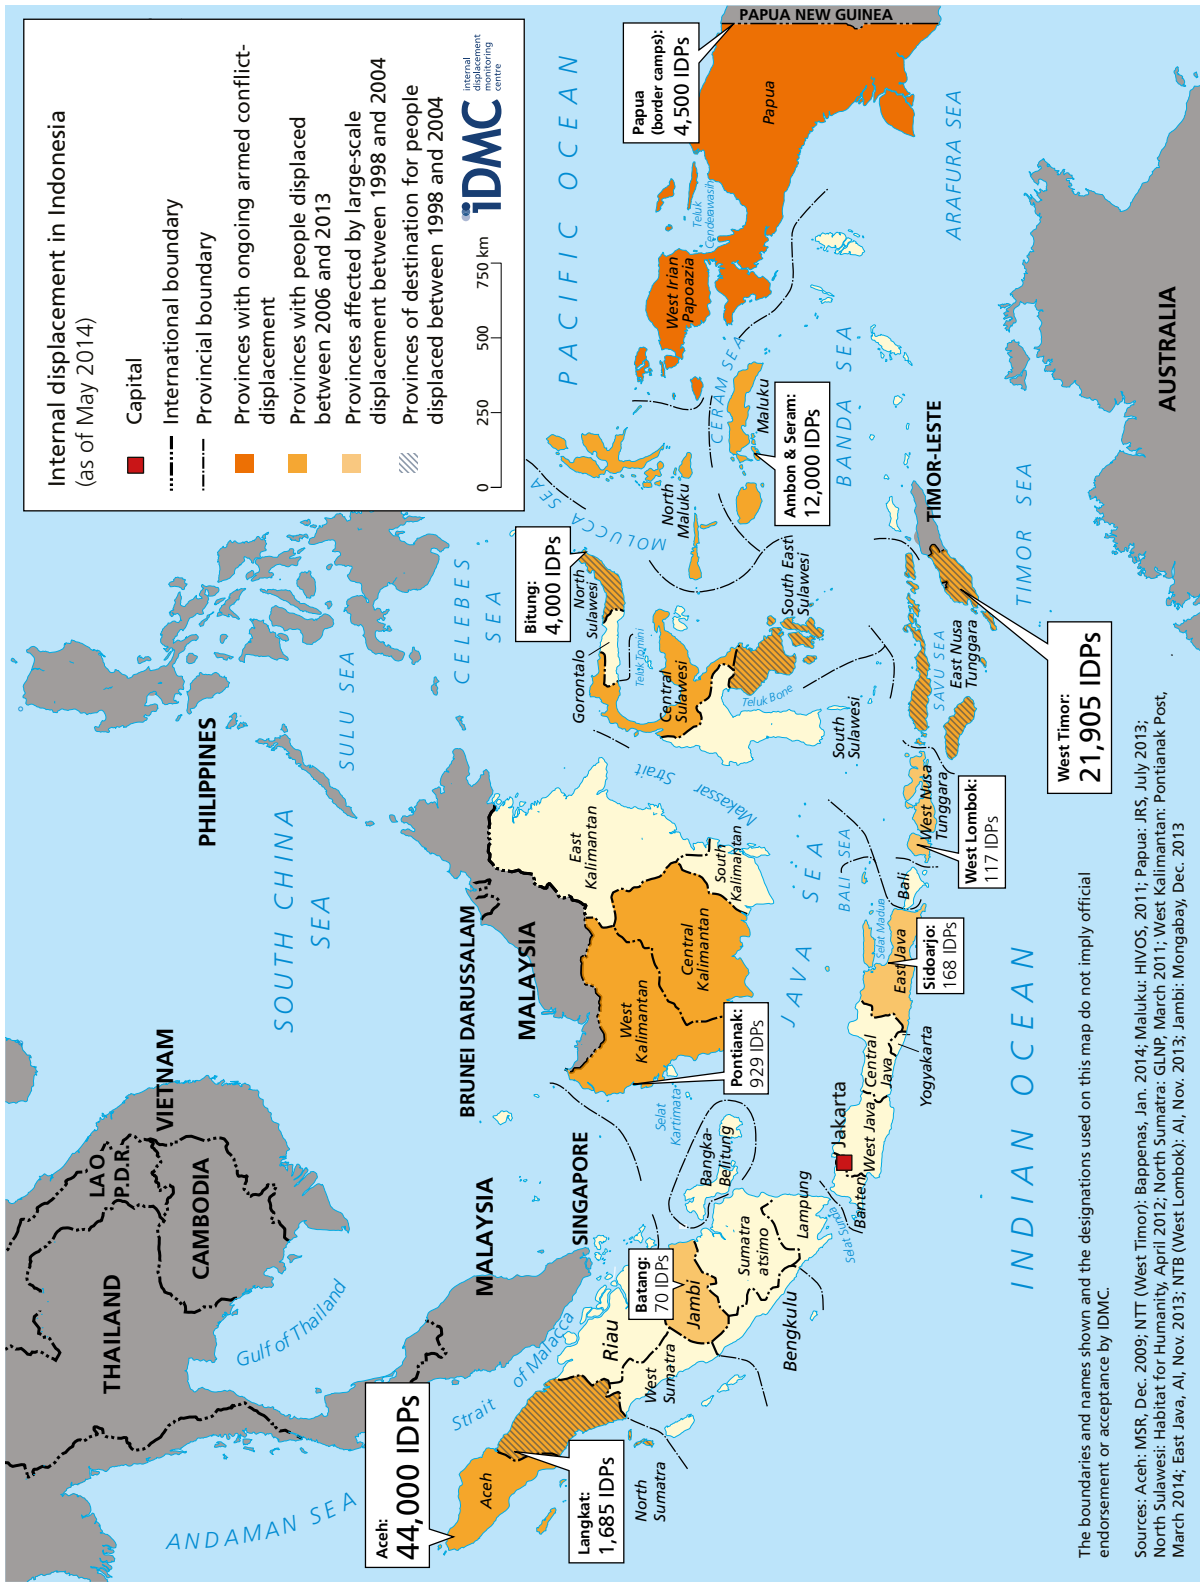 Internal displacement in Indonesia
(as of May 2014)
Capital
International boundary
Provincial boundary
Provinces with ongoing armed conflict-
displacement
Provinces with people displaced
between 2006 and 2013
Provinces affected by large-scale
displacement between 1998 and 2004
Provinces of destination for people
displaced between 1998 and 2004
0
250
500
750 km
iDMC
internal
displacement
monitoring
centre
THAILAND
LAO
P.D.R.
VIETNAM
CAMBODIA
Gulf of Thailand
ANDAMAN SEA
SOUTH CHINA
SEA
PHILIPPINES
SULU SEA
CELEBES
SEA
MOLUCCA SEA
PACIFIC OCEAN
PAPUA NEW GUINEA
BRUNEI DARUSSALAM
MALAYSIA
MALAYSIA
SINGAPORE
Strait
of Malacca
Aceh:
44,000 IDPs
Aceh
Langkat:
1,685 IDPs
North
Sumatra
Riau
West
Sumatra
Batang:
70 IDPs
Jambi
Bengkulu
Sumatra
atsimo
Lampung
Bangka-
Belitung
Selat
Kartimata
Selat Sunda
Pontianak:
929 IDPs
West
Kalimantan
Central
Kalimantan
East
Kalimantan
South
Kalimantan
Makassar
Strait
JAVA SEA
Jakarta
Banten
West Java
Central
Java
Yogyakarta
East Java
Selat Madura
Sidoarjo:
168 IDPs
BALI SEA
Bali
West Lombok:
117 IDPs
West Nusa
Tunggara
Bitung:
4,000 IDPs
North
Sulawesi
Gorontalo
Teluk Tomini
Central
Sulawesi
Teluk Bone
South
Sulawesi
South East
Sulawesi
North
Maluku
CERAM SEA
Maluku
Ambon & Seram:
12,000 IDPs
BANDA SEA
West Irian
Papoazia
Teluk
Cenderawasih
Papua
(border camps):
4,500 IDPs
Papua
ARAFURA SEA
SAVU SEA
East Nusa
Tunggara
TIMOR-LESTE
TIMOR SEA
West Timor:
21,905 IDPs
AUSTRALIA
INDIAN OCEAN
The boundaries and names shown and the designations used on this map do not imply official
endorsement or acceptance by IDMC.
Sources: Aceh: MSR, Dec. 2009; NTT (West Timor): Bappenas, Jan. 2014; Maluku: HIVOS, 2011; Papua: JRS, July 2013;
North Sulawesi: Habitat for Humanity, April 2012; North Sumatra: GLNP, March 2011; West Kalimantan: Pontianak Post,
March 2014; East Java, AI, Nov. 2013; NTB (West Lombok): AI, Nov. 2013; Jambi: Mongabay, Dec. 2013